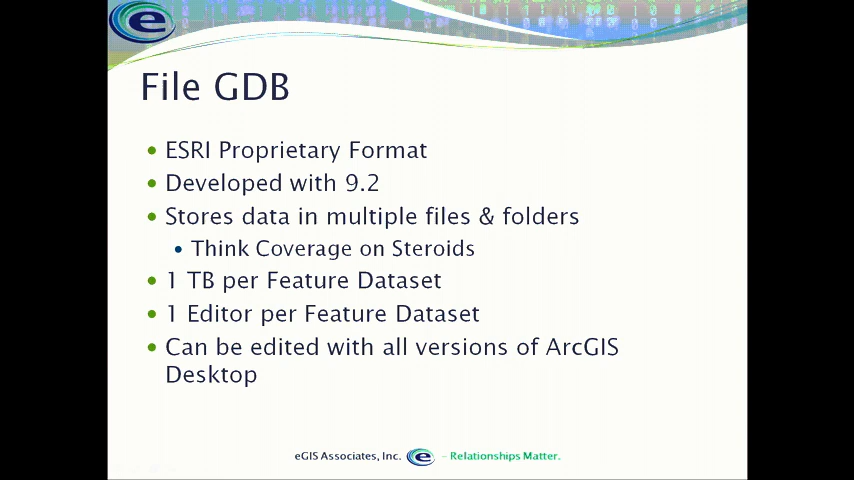 File GDB
• ESRI Proprietary Format
• Developed with 9.2
• Stores data in multiple files & folders
• Think Coverage on Steroids
• 1 TB per Feature Dataset
• 1 Editor per Feature Dataset
• Can be edited with all versions of ArcGIS
Desktop
eGIS Associates, Inc. e - Relationships Matter.